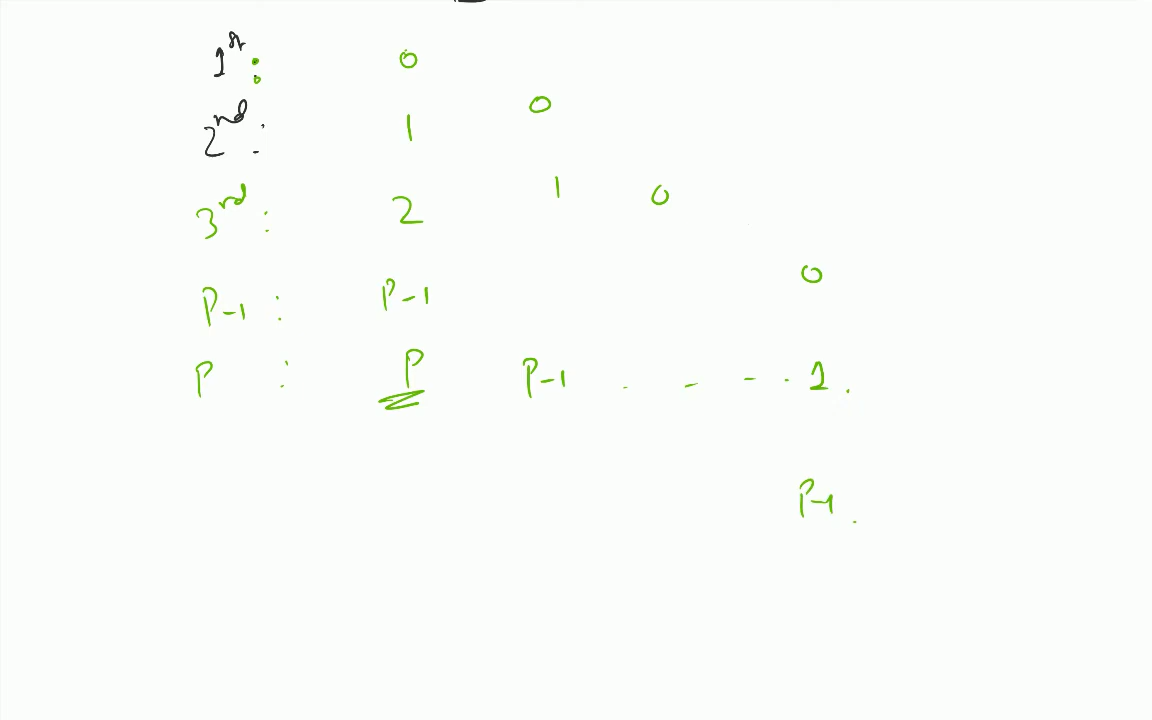 1st : 0
2nd : 1 0
3rd : 2 1 0
P-1 : P-1 0
P : P P-1 . - - . 1.
P-1.